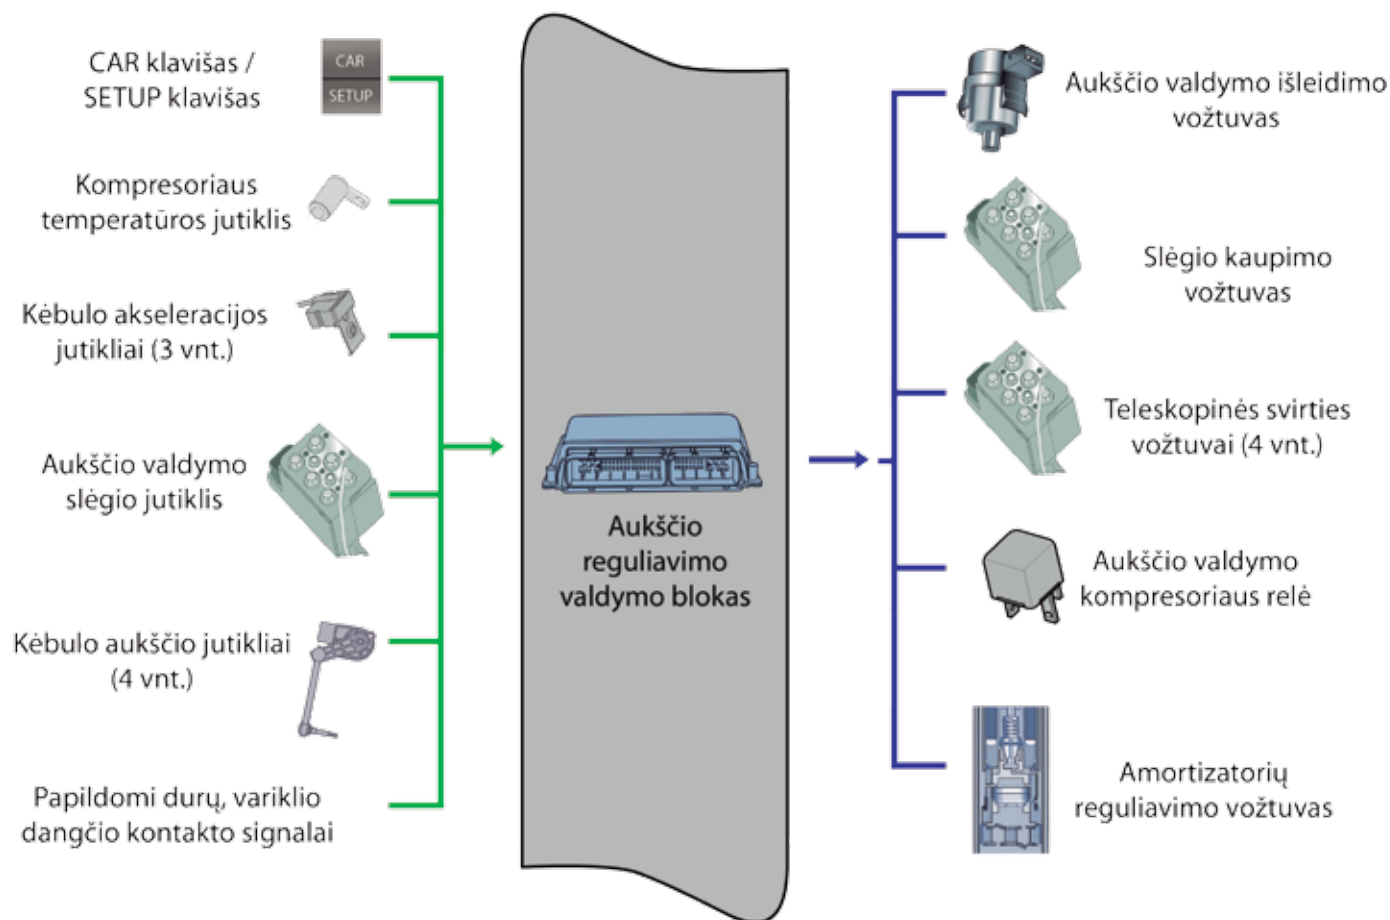 CAR klavišas /
SETUP klavišas
CAR
SETUP
Kompresoriaus
temperatūros jutiklis
Kėbulo akseleracijos
jutikliai (3 vnt.)
Aukščio valdymo
slėgio jutiklis
Kėbulo aukščio jutikliai
(4 vnt.)
Papildomi durų, variklio
dangčio kontakto signalai
Aukščio
reguliavimo
valdymo blokas
Aukščio valdymo išleidimo
vožtuvas
Slėgio kaupimo
vožtuvas
Teleskopinės svirties
vožtuvai (4 vnt.)
Aukščio valdymo
kompresoriaus relė
Amortizatorių
reguliavimo vožtuvas